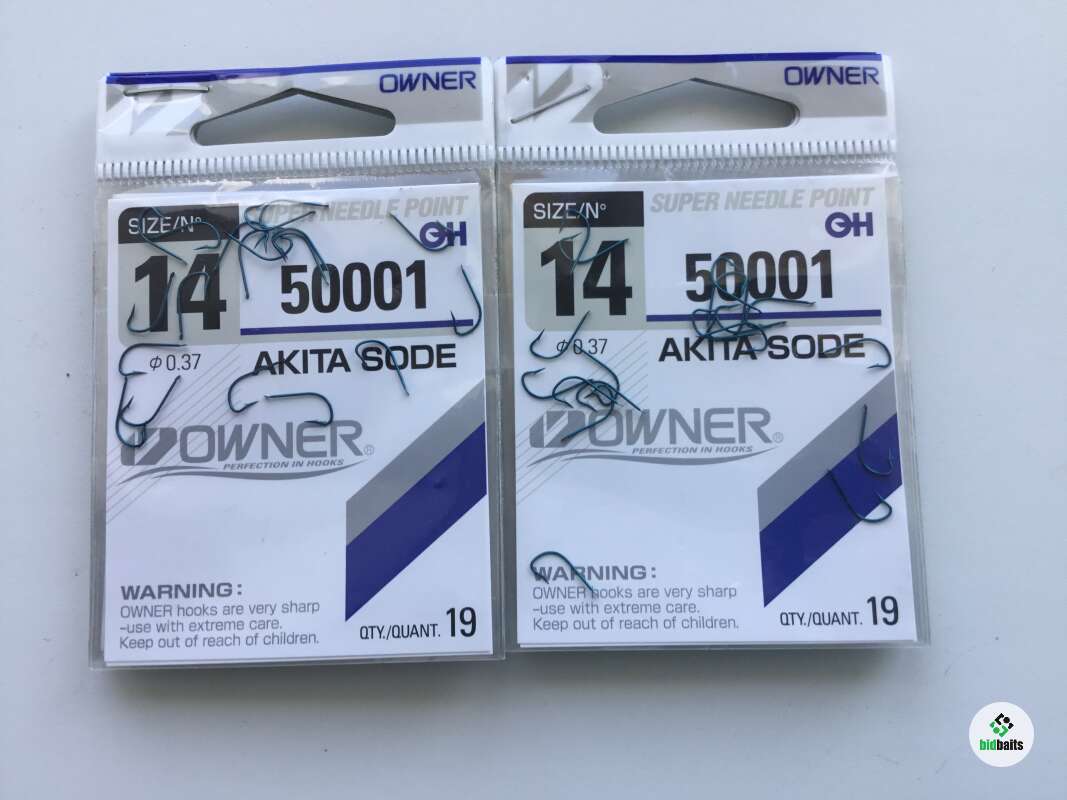 OWNER
SUPER NEEDLE POINT
SIZE/N°
14
OH
50001
φ 0.37
AKITA SODE
OWNER®
PERFECTION IN HOOKS
WARNING:
OWNER hooks are very sharp
-use with extreme care.
Keep out of reach of children.
QTY./QUANT. 19
OWNER
SUPER NEEDLE POINT
SIZE/N°
14
OH
50001
φ 0.37
AKITA SODE
OWNER®
PERFECTION IN HOOKS
WARNING:
OWNER hooks are very sharp
-use with extreme care.
Keep out of reach of children.
QTY./QUANT. 19
bidbaits